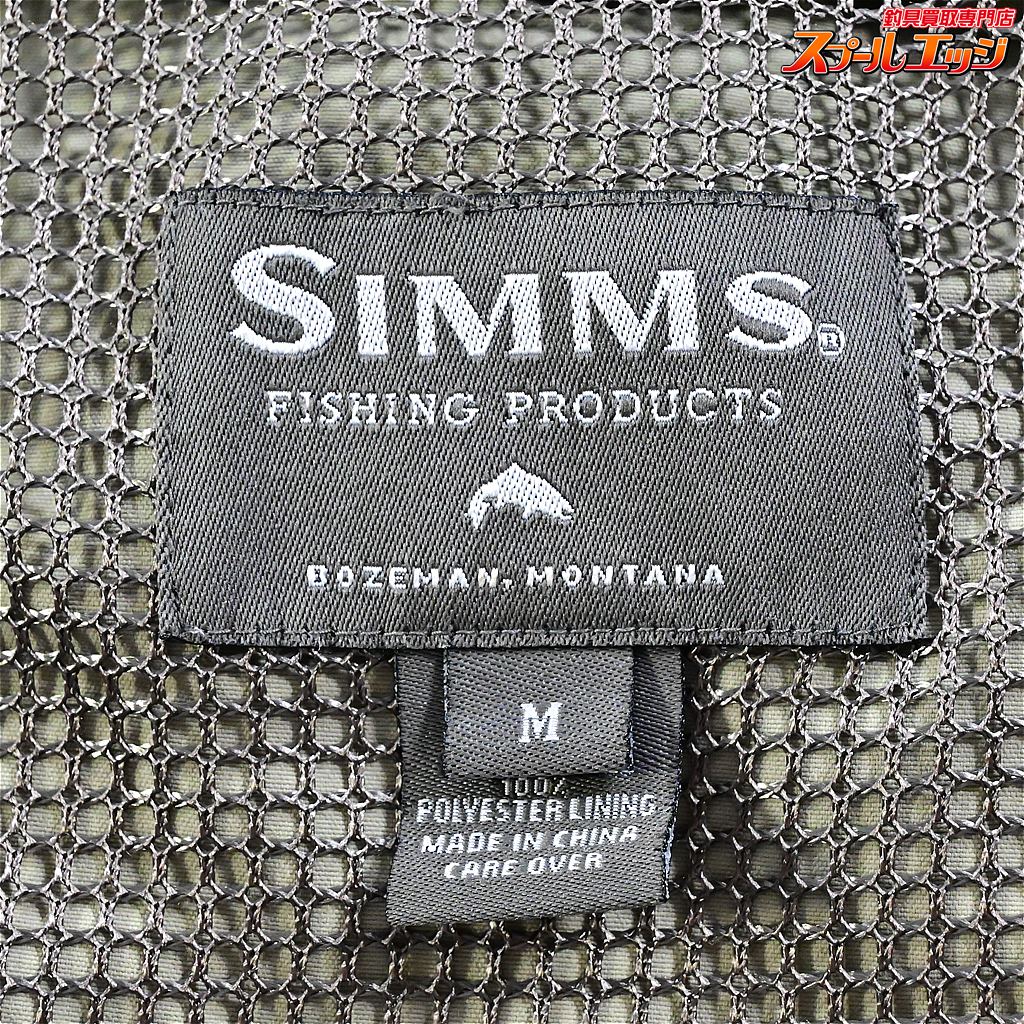 釣具買取専門店
スプールエッジ
SIMMS®
FISHING PRODUCTS
BOZEMAN, MONTANA
M
100%
POLYESTER LINING
MADE IN CHINA
CARE OVER